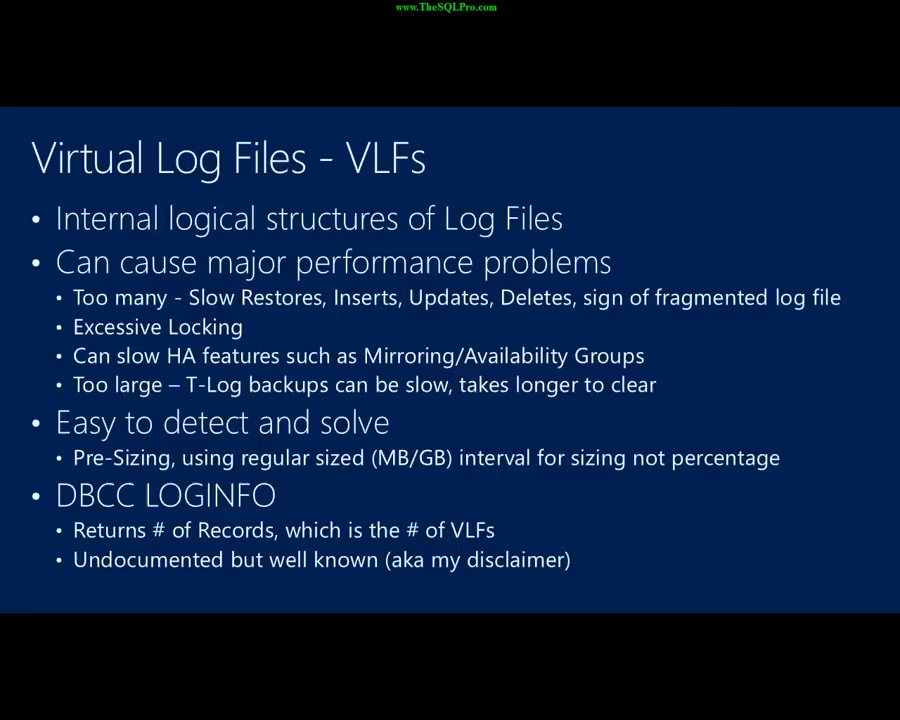 www.TheSQLPro.com
Virtual Log Files - VLFs
• Internal logical structures of Log Files
• Can cause major performance problems
• Too many - Slow Restores, Inserts, Updates, Deletes, sign of fragmented log file
• Excessive Locking
• Can slow HA features such as Mirroring/Availability Groups
• Too large – T-Log backups can be slow, takes longer to clear
• Easy to detect and solve
• Pre-Sizing, using regular sized (MB/GB) interval for sizing not percentage
• DBCC LOGINFO
• Returns # of Records, which is the # of VLFs
• Undocumented but well known (aka my disclaimer)